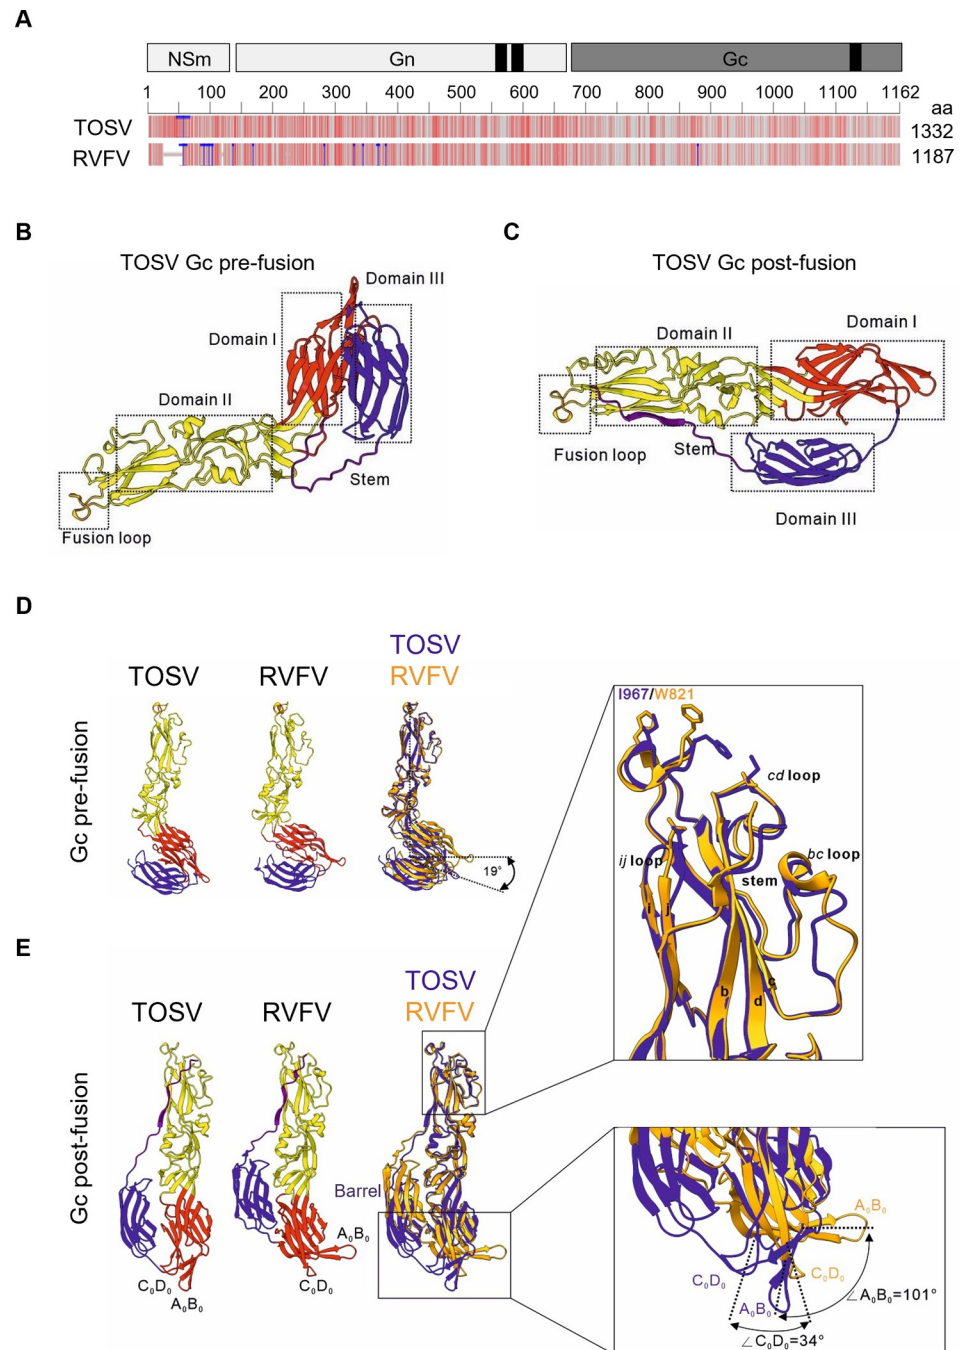 A
NSm Gn Gc
1 100 200 300 400 500 600 700 800 900 1000 1100 1162
aa
TOSV 1332
RVFV 1187
B
TOSV Gc pre-fusion
Domain III
Domain I
Domain II
Stem
Fusion loop
C
TOSV Gc post-fusion
Domain I
Domain II
Fusion loop
Stem
Domain III
D
Gc pre-fusion
TOSV
RVFV
TOSV
RVFV
19°
E
Gc post-fusion
TOSV
RVFV
TOSV
RVFV
Barrel
C₀D₀
A₀B₀
A₀B₀
C₀D₀
I967/W821
cd loop
ij loop
bc loop
stem
i j
b d c
A₀B₀
C₀D₀
C₀D₀
A₀B₀
∠A₀B₀=101°
∠C₀D₀=34°